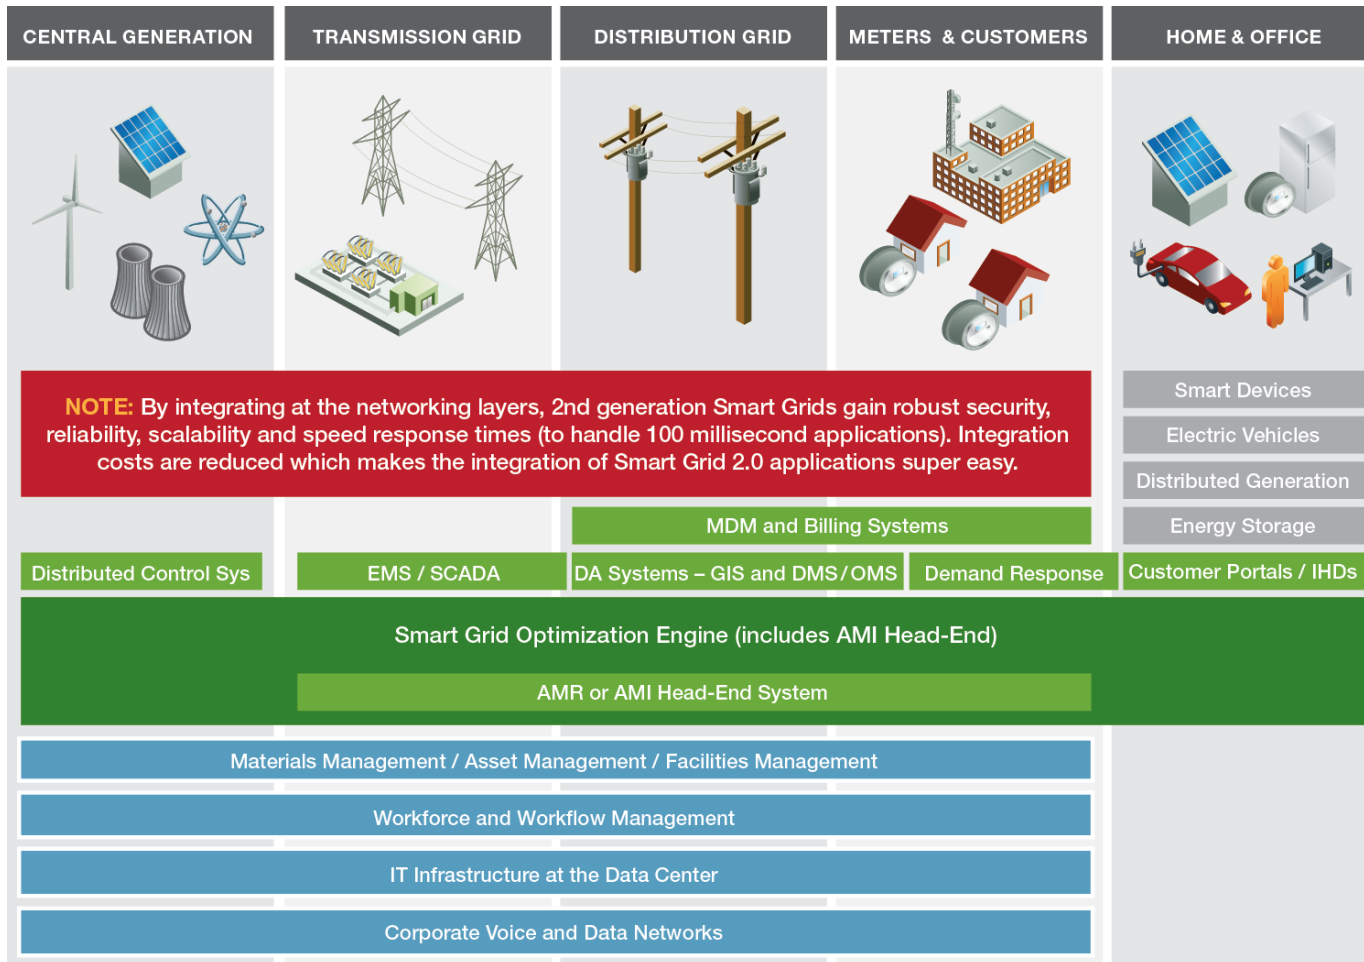 CENTRAL GENERATION
TRANSMISSION GRID
DISTRIBUTION GRID
METERS & CUSTOMERS
HOME & OFFICE
NOTE: By integrating at the networking layers, 2nd generation Smart Grids gain robust security,
reliability, scalability and speed response times (to handle 100 millisecond applications). Integration
costs are reduced which makes the integration of Smart Grid 2.0 applications super easy.
Smart Devices
Electric Vehicles
Distributed Generation
Energy Storage
MDM and Billing Systems
Distributed Control Sys
EMS / SCADA
DA Systems – GIS and DMS/OMS
Demand Response
Customer Portals / IHDs
Smart Grid Optimization Engine (includes AMI Head-End)
AMR or AMI Head-End System
Materials Management / Asset Management / Facilities Management
Workforce and Workflow Management
IT Infrastructure at the Data Center
Corporate Voice and Data Networks